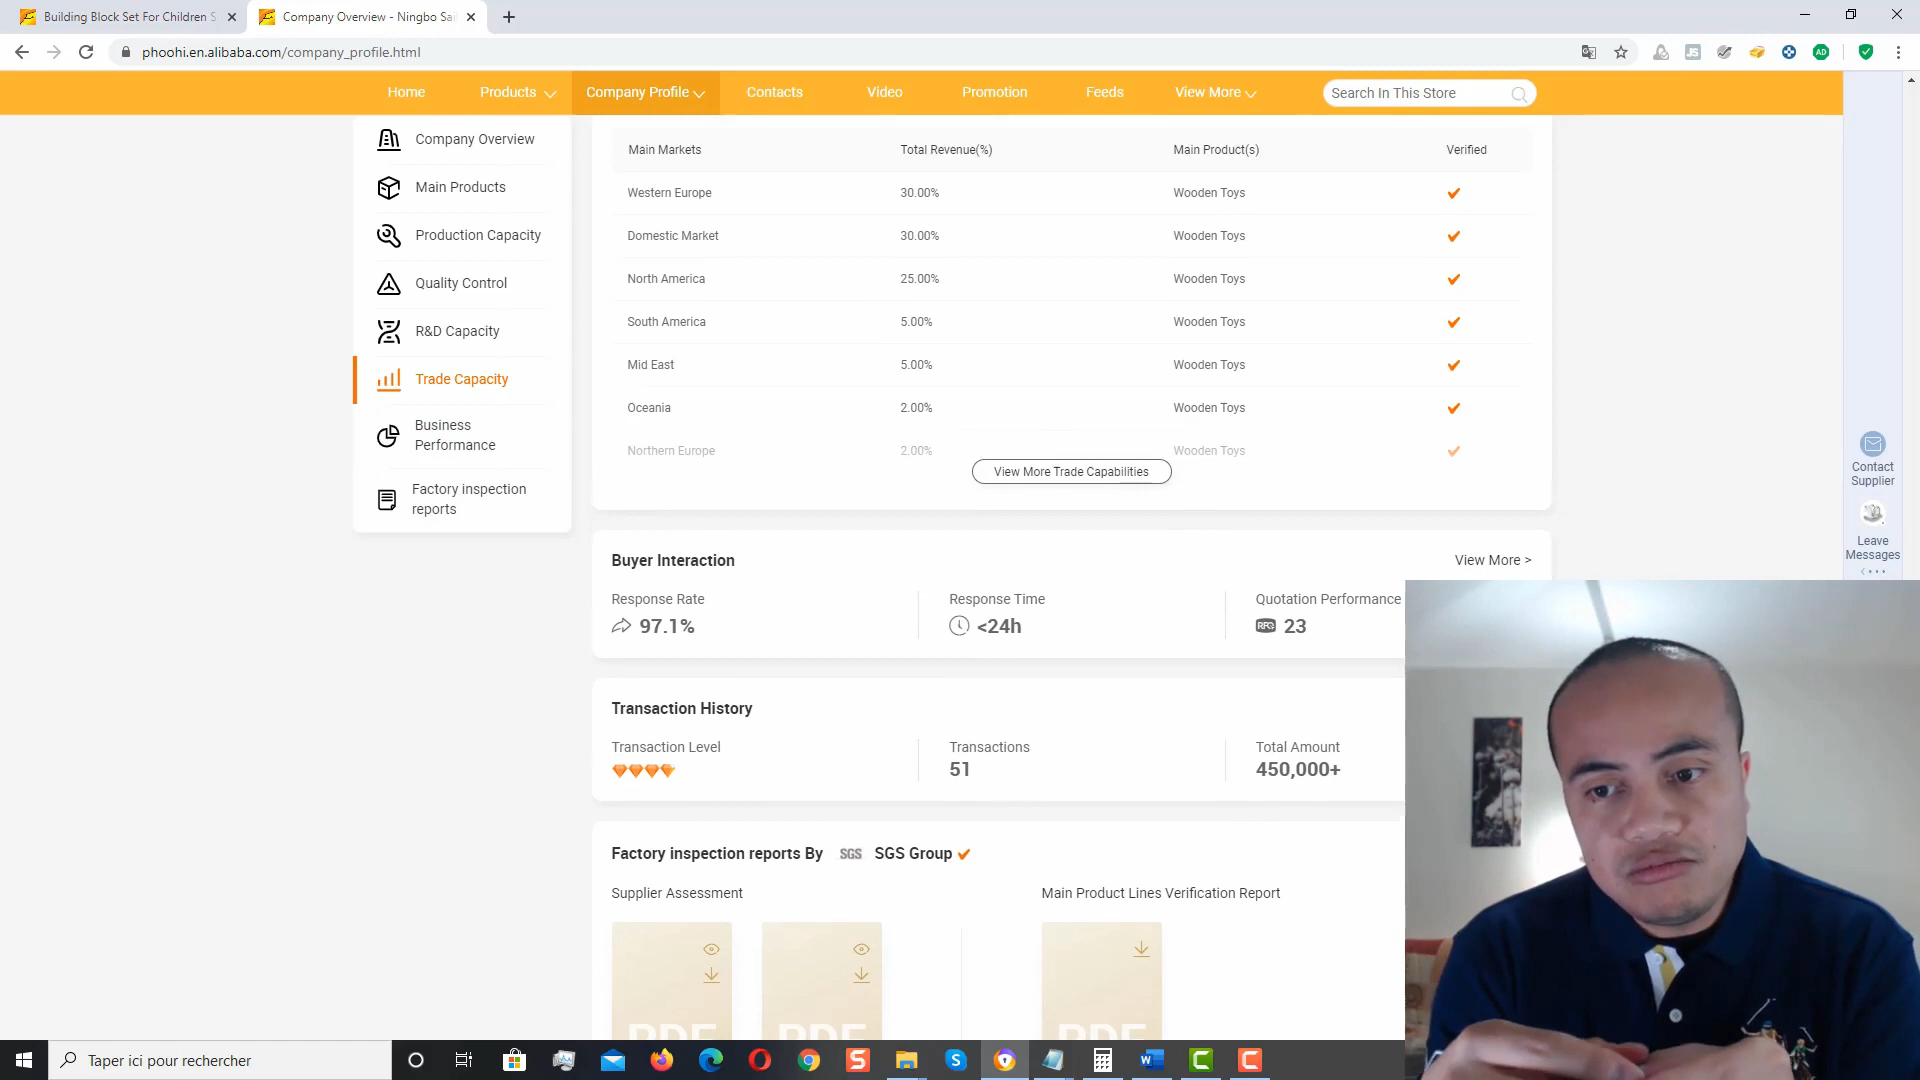 Building Block Set For Children S
Company Overview - Ningbo Sai
phoohi.en.alibaba.com/company_profile.html
Home
Products
Company Profile
Contacts
Video
Promotion
Feeds
View More
Search In This Store
Company Overview
Main Products
Production Capacity
Quality Control
R&D Capacity
Trade Capacity
Business
Performance
Factory inspection
reports
Main Markets Total Revenue(%) Main Product(s) Verified
Western Europe 30.00% Wooden Toys
Domestic Market 30.00% Wooden Toys
North America 25.00% Wooden Toys
South America 5.00% Wooden Toys
Mid East 5.00% Wooden Toys
Oceania 2.00% Wooden Toys
Northern Europe 2.00% Wooden Toys
View More Trade Capabilities
Buyer Interaction View More >
Response Rate Response Time Quotation Performance
97.1% <24h RFQ 23
Transaction History
Transaction Level Transactions Total Amount
51 450,000+
Factory inspection reports By SGS SGS Group
Supplier Assessment Main Product Lines Verification Report
PDF PDF PDF
Contact
Supplier
Leave
Messages
Taper ici pour rechercher